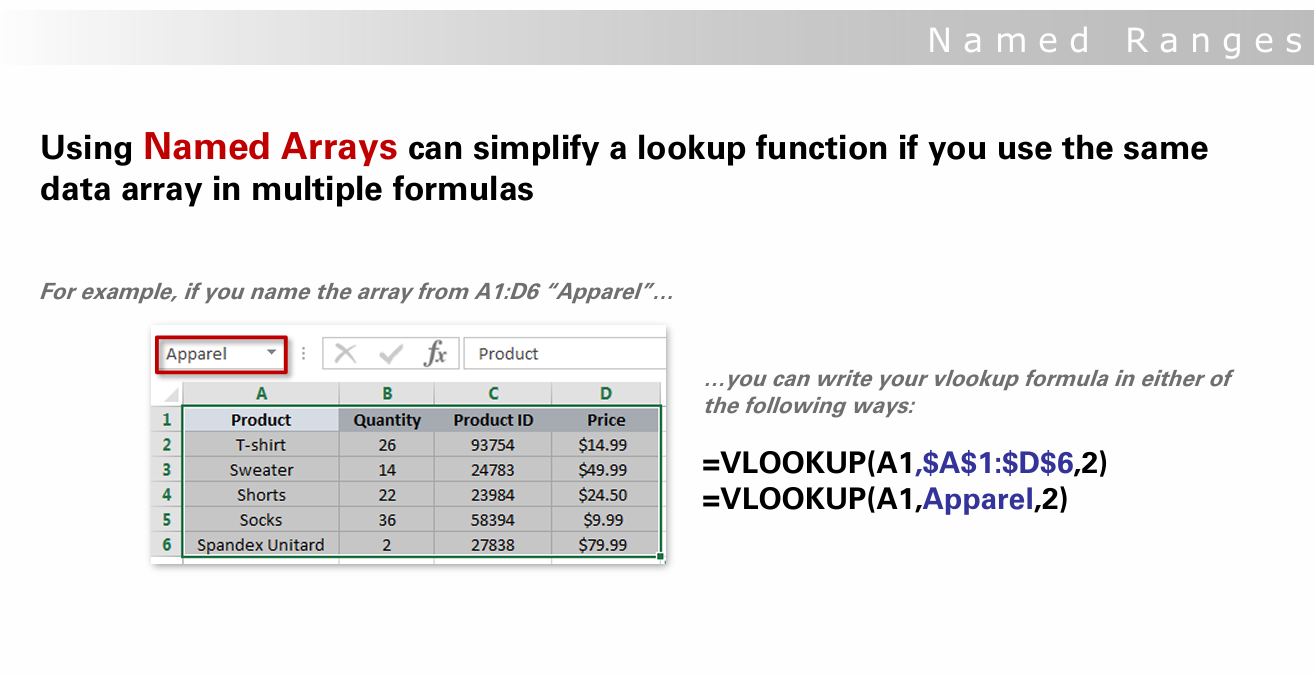 Named Ranges
Using Named Arrays can simplify a lookup function if you use the same
data array in multiple formulas
For example, if you name the array from A1:D6 “Apparel”…
Apparel fx Product
A B C D
1 Product Quantity Product ID Price
2 T-shirt 26 93754 $14.99
3 Sweater 14 24783 $49.99
4 Shorts 22 23984 $24.50
5 Socks 36 58394 $9.99
6 Spandex Unitard 2 27838 $79.99
…you can write your vlookup formula in either of
the following ways:
=VLOOKUP(A1,$A$1:$D$6,2)
=VLOOKUP(A1,Apparel,2)